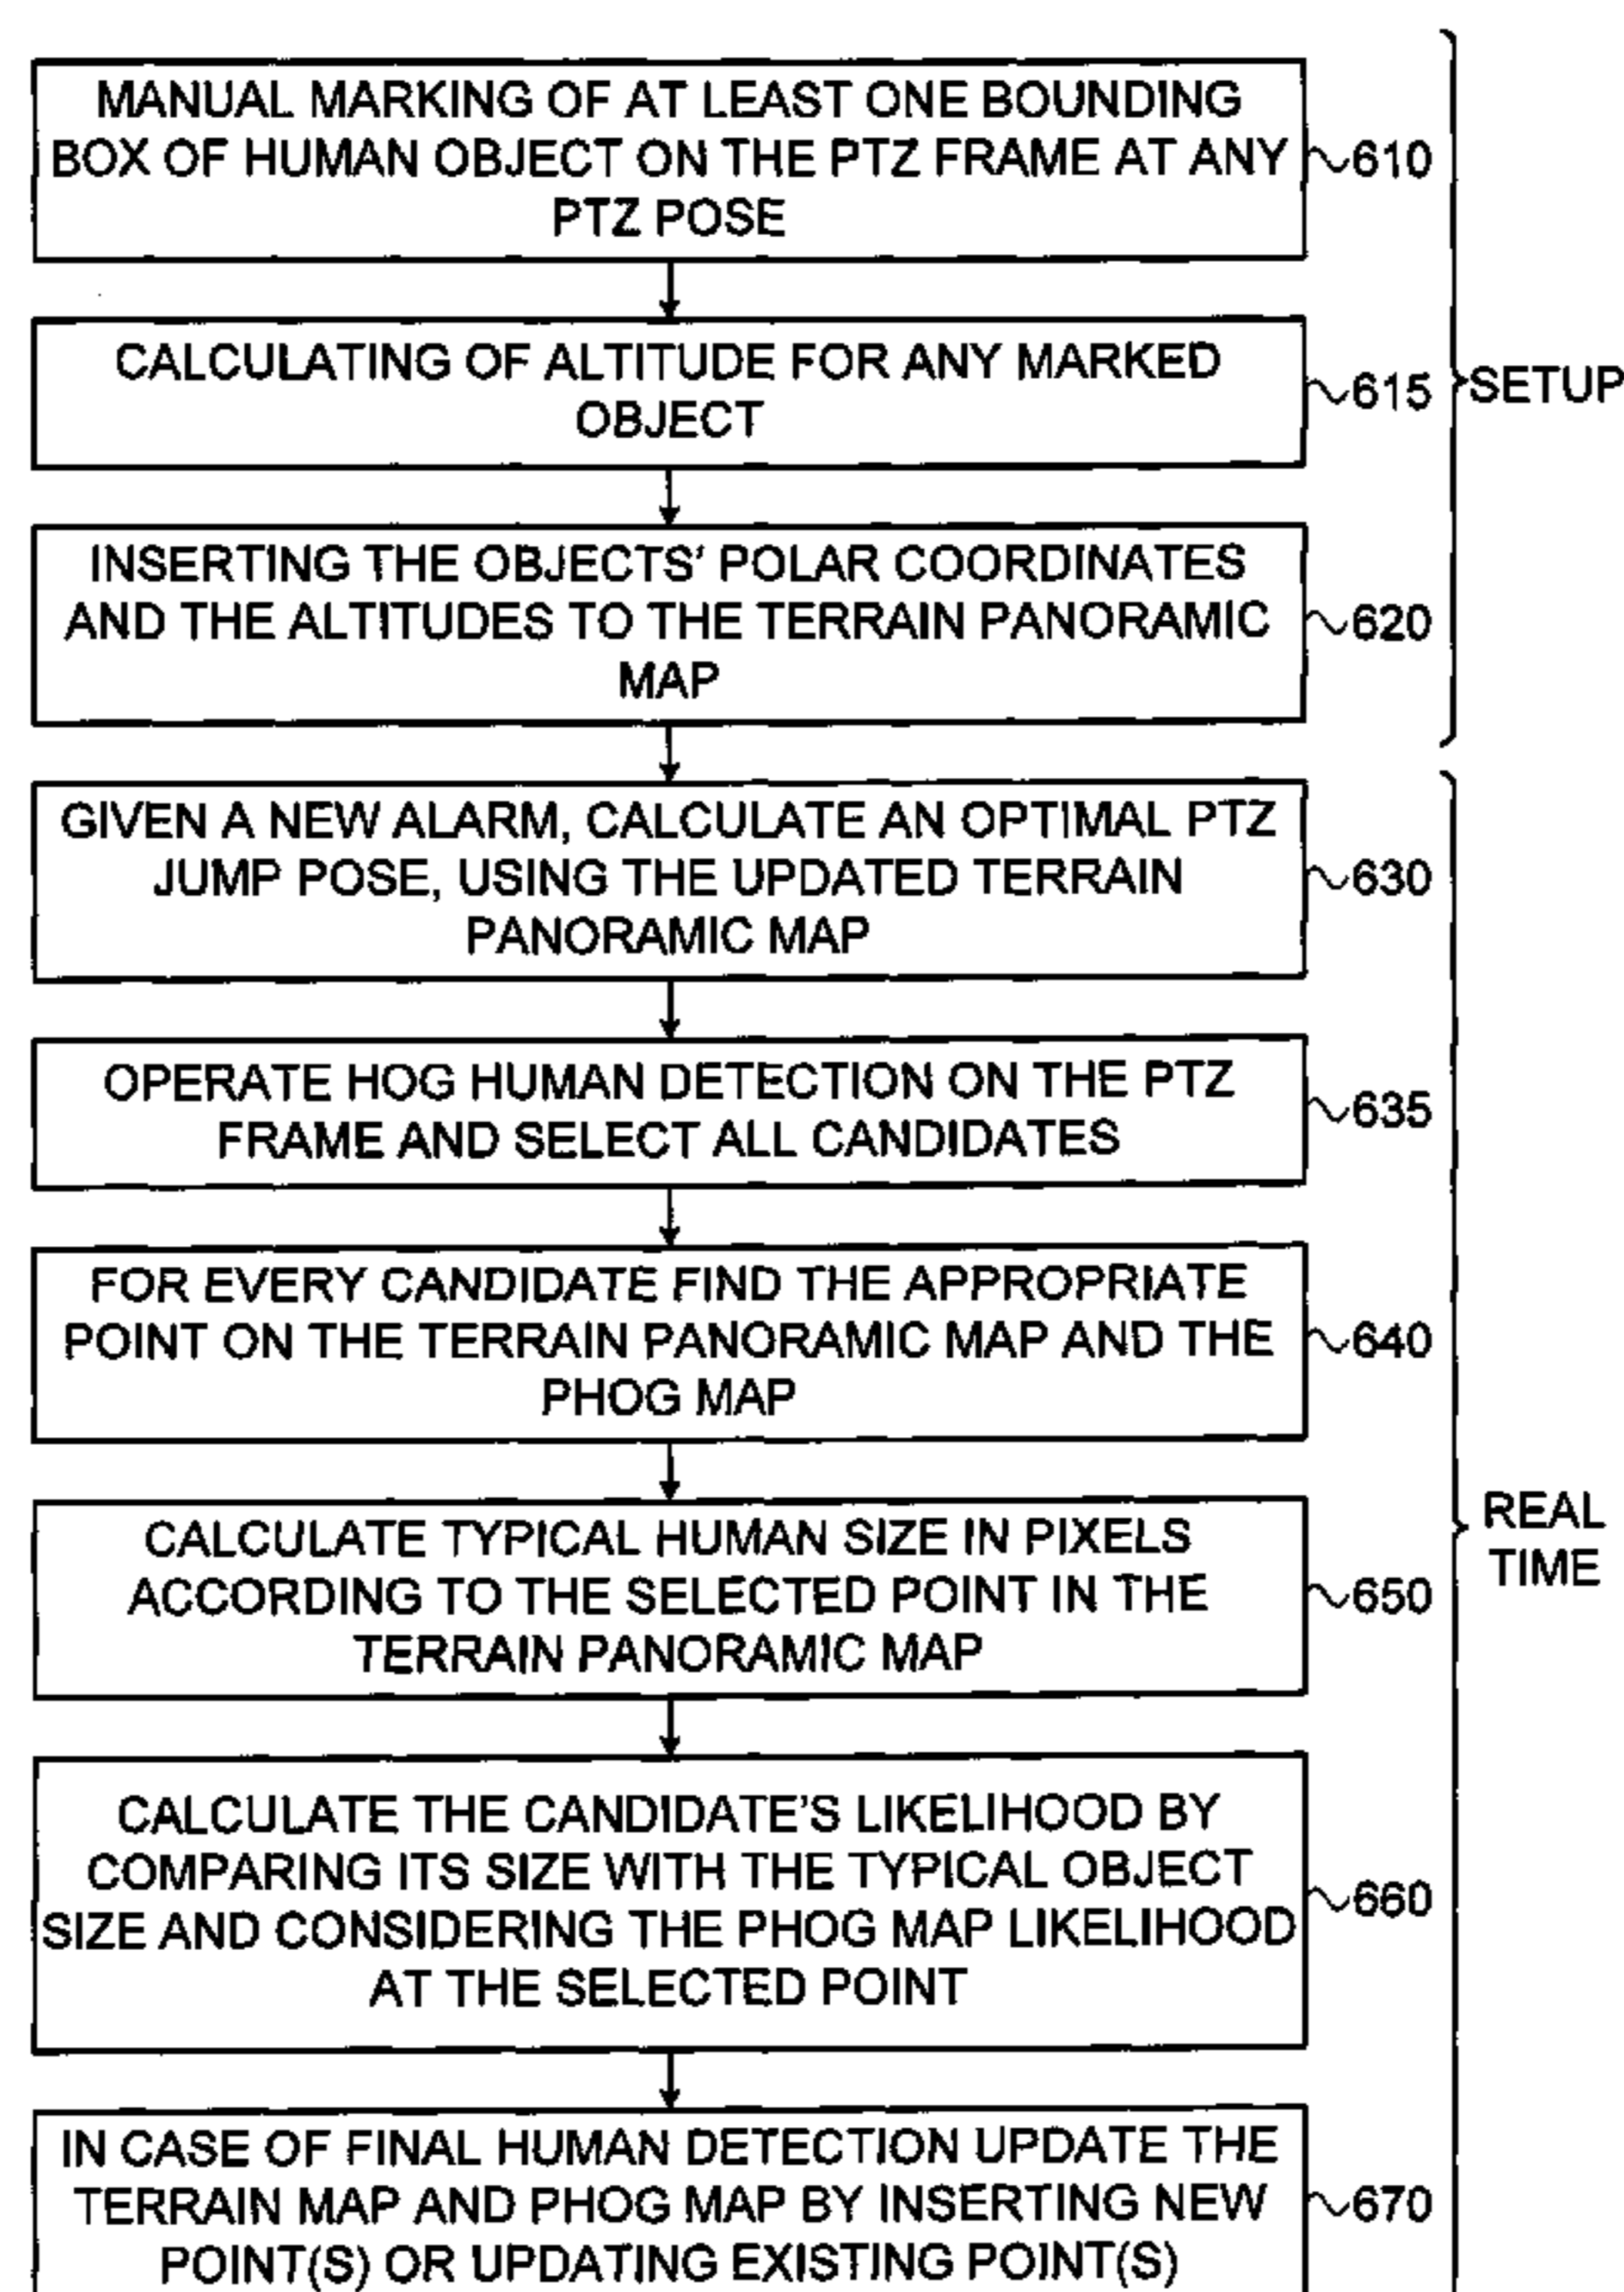 MANUAL MARKING OF AT LEAST ONE BOUNDING
BOX OF HUMAN OBJECT ON THE PTZ FRAME AT ANY
PTZ POSE
610
CALCULATING OF ALTITUDE FOR ANY MARKED
OBJECT
615
SETUP
INSERTING THE OBJECTS' POLAR COORDINATES
AND THE ALTITUDES TO THE TERRAIN PANORAMIC
MAP
620
GIVEN A NEW ALARM, CALCULATE AN OPTIMAL PTZ
JUMP POSE, USING THE UPDATED TERRAIN
PANORAMIC MAP
630
OPERATE HOG HUMAN DETECTION ON THE PTZ
FRAME AND SELECT ALL CANDIDATES
635
FOR EVERY CANDIDATE FIND THE APPROPRIATE
POINT ON THE TERRAIN PANORAMIC MAP AND THE
PHOG MAP
640
CALCULATE TYPICAL HUMAN SIZE IN PIXELS
ACCORDING TO THE SELECTED POINT IN THE
TERRAIN PANORAMIC MAP
650
REAL
TIME
CALCULATE THE CANDIDATE'S LIKELIHOOD BY
COMPARING ITS SIZE WITH THE TYPICAL OBJECT
SIZE AND CONSIDERING THE PHOG MAP LIKELIHOOD
AT THE SELECTED POINT
660
IN CASE OF FINAL HUMAN DETECTION UPDATE THE
TERRAIN MAP AND PHOG MAP BY INSERTING NEW
POINT(S) OR UPDATING EXISTING POINT(S)
670